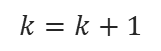 k = k + 1